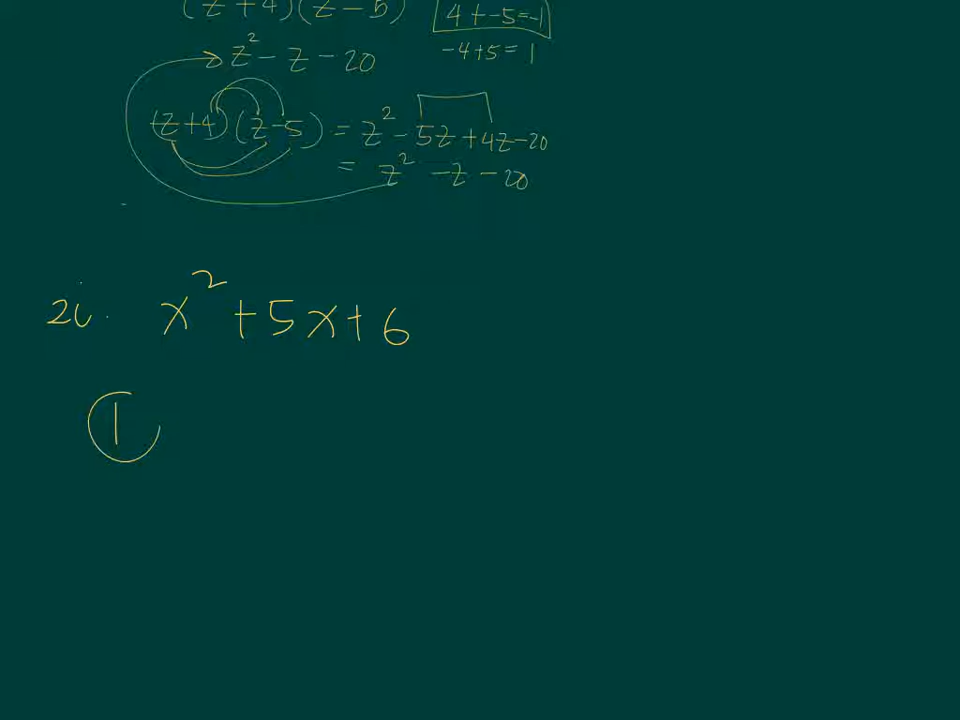 (z+4)(z-5)
4+-5=-1
z²-z-20
-4+5=1
(z+4)(z-5) = z²-5z+4z-20
= z²-z-20
2i. x²+5x+6
①